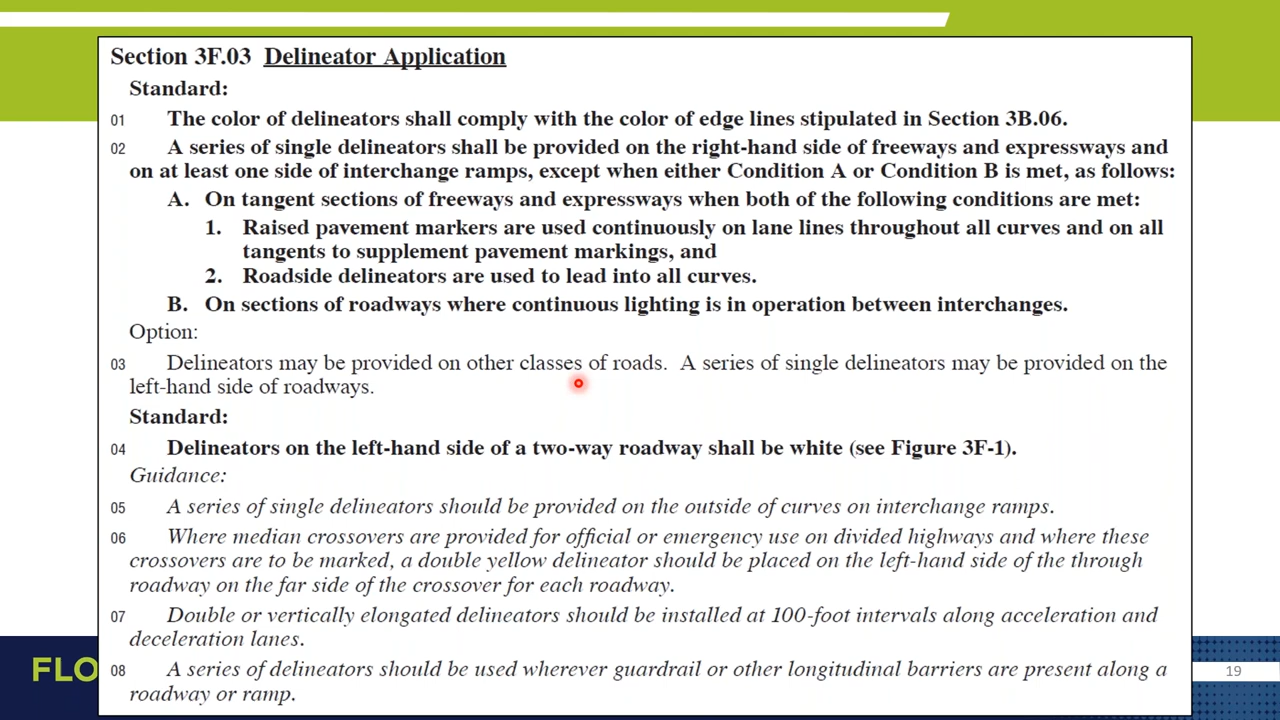 Section 3F.03 Delineator Application
Standard:
01 The color of delineators shall comply with the color of edge lines stipulated in Section 3B.06.
02 A series of single delineators shall be provided on the right-hand side of freeways and expressways and
on at least one side of interchange ramps, except when either Condition A or Condition B is met, as follows:
A. On tangent sections of freeways and expressways when both of the following conditions are met:
1. Raised pavement markers are used continuously on lane lines throughout all curves and on all
tangents to supplement pavement markings, and
2. Roadside delineators are used to lead into all curves.
B. On sections of roadways where continuous lighting is in operation between interchanges.
Option:
03 Delineators may be provided on other classes of roads. A series of single delineators may be provided on the
left-hand side of roadways.
Standard:
04 Delineators on the left-hand side of a two-way roadway shall be white (see Figure 3F-1).
Guidance:
05 A series of single delineators should be provided on the outside of curves on interchange ramps.
06 Where median crossovers are provided for official or emergency use on divided highways and where these
crossovers are to be marked, a double yellow delineator should be placed on the left-hand side of the through
roadway on the far side of the crossover for each roadway.
07 Double or vertically elongated delineators should be installed at 100-foot intervals along acceleration and
deceleration lanes.
08 A series of delineators should be used wherever guardrail or other longitudinal barriers are present along a
roadway or ramp.
FLO
19